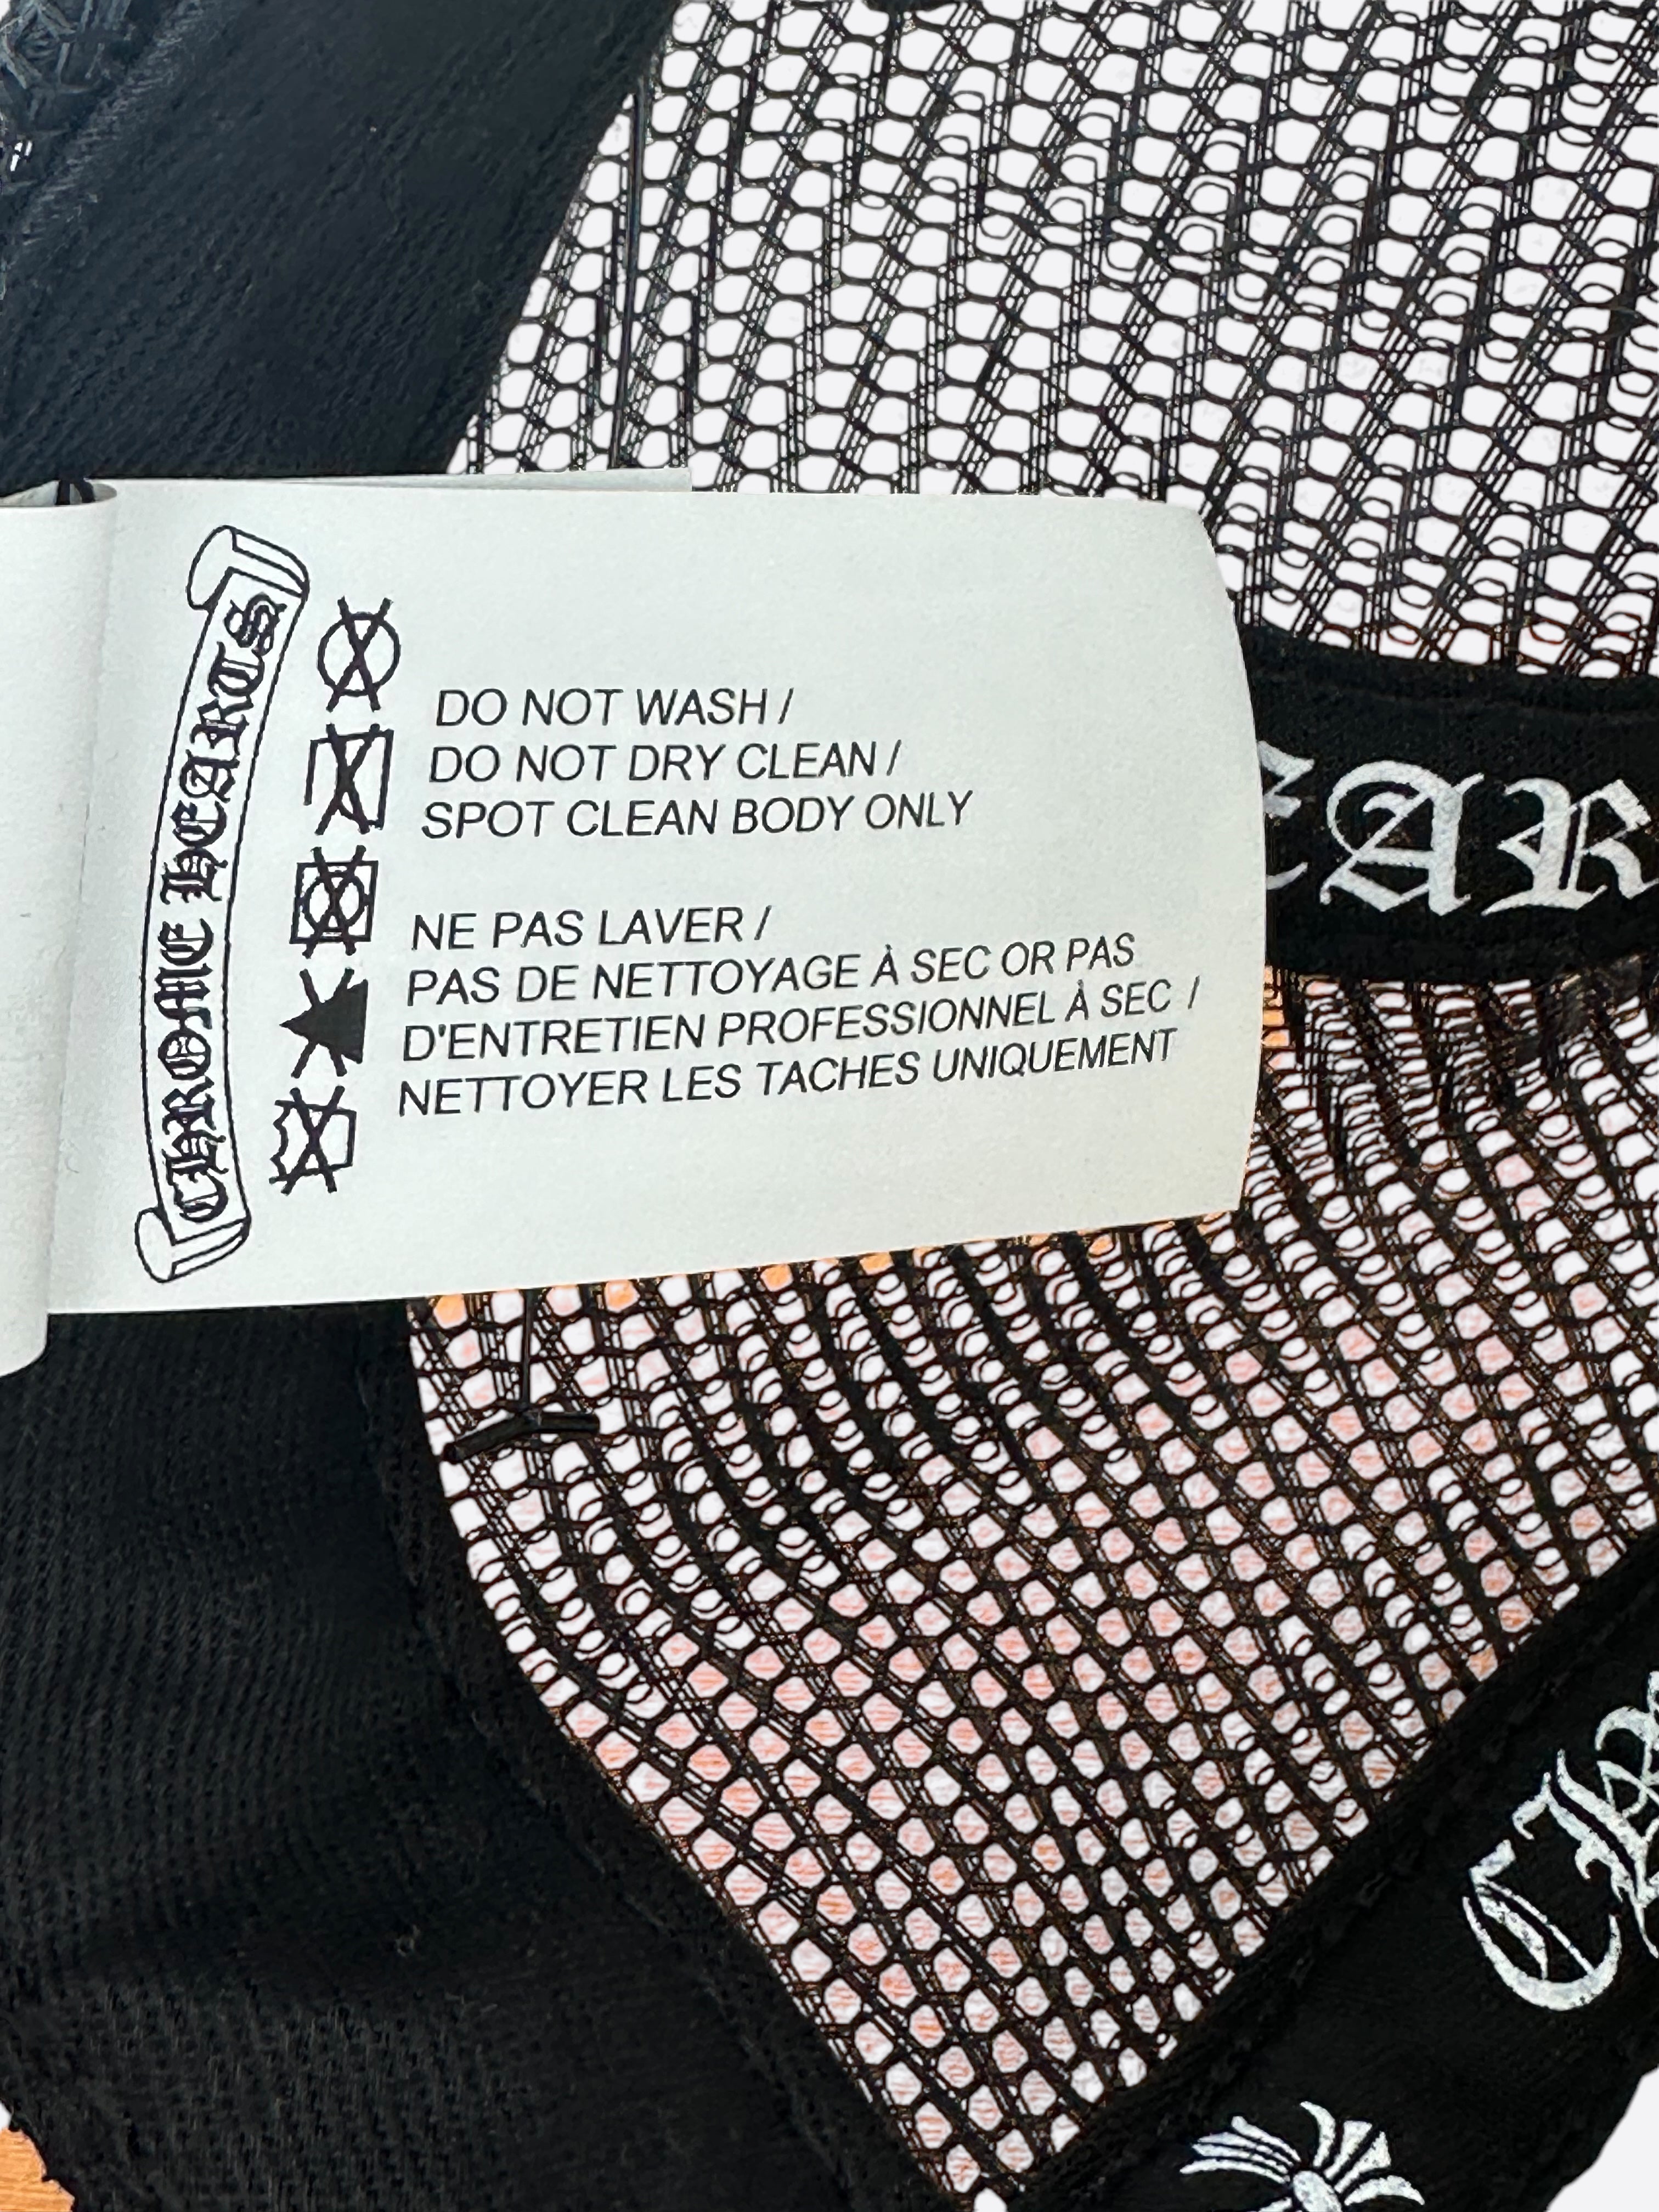 CHROME HEARTS
DO NOT WASH /
DO NOT DRY CLEAN /
SPOT CLEAN BODY ONLY
NE PAS LAVER /
PAS DE NETTOYAGE À SEC OR PAS
D'ENTRETIEN PROFESSIONNEL À SEC /
NETTOYER LES TACHES UNIQUEMENT
EAR
CHR